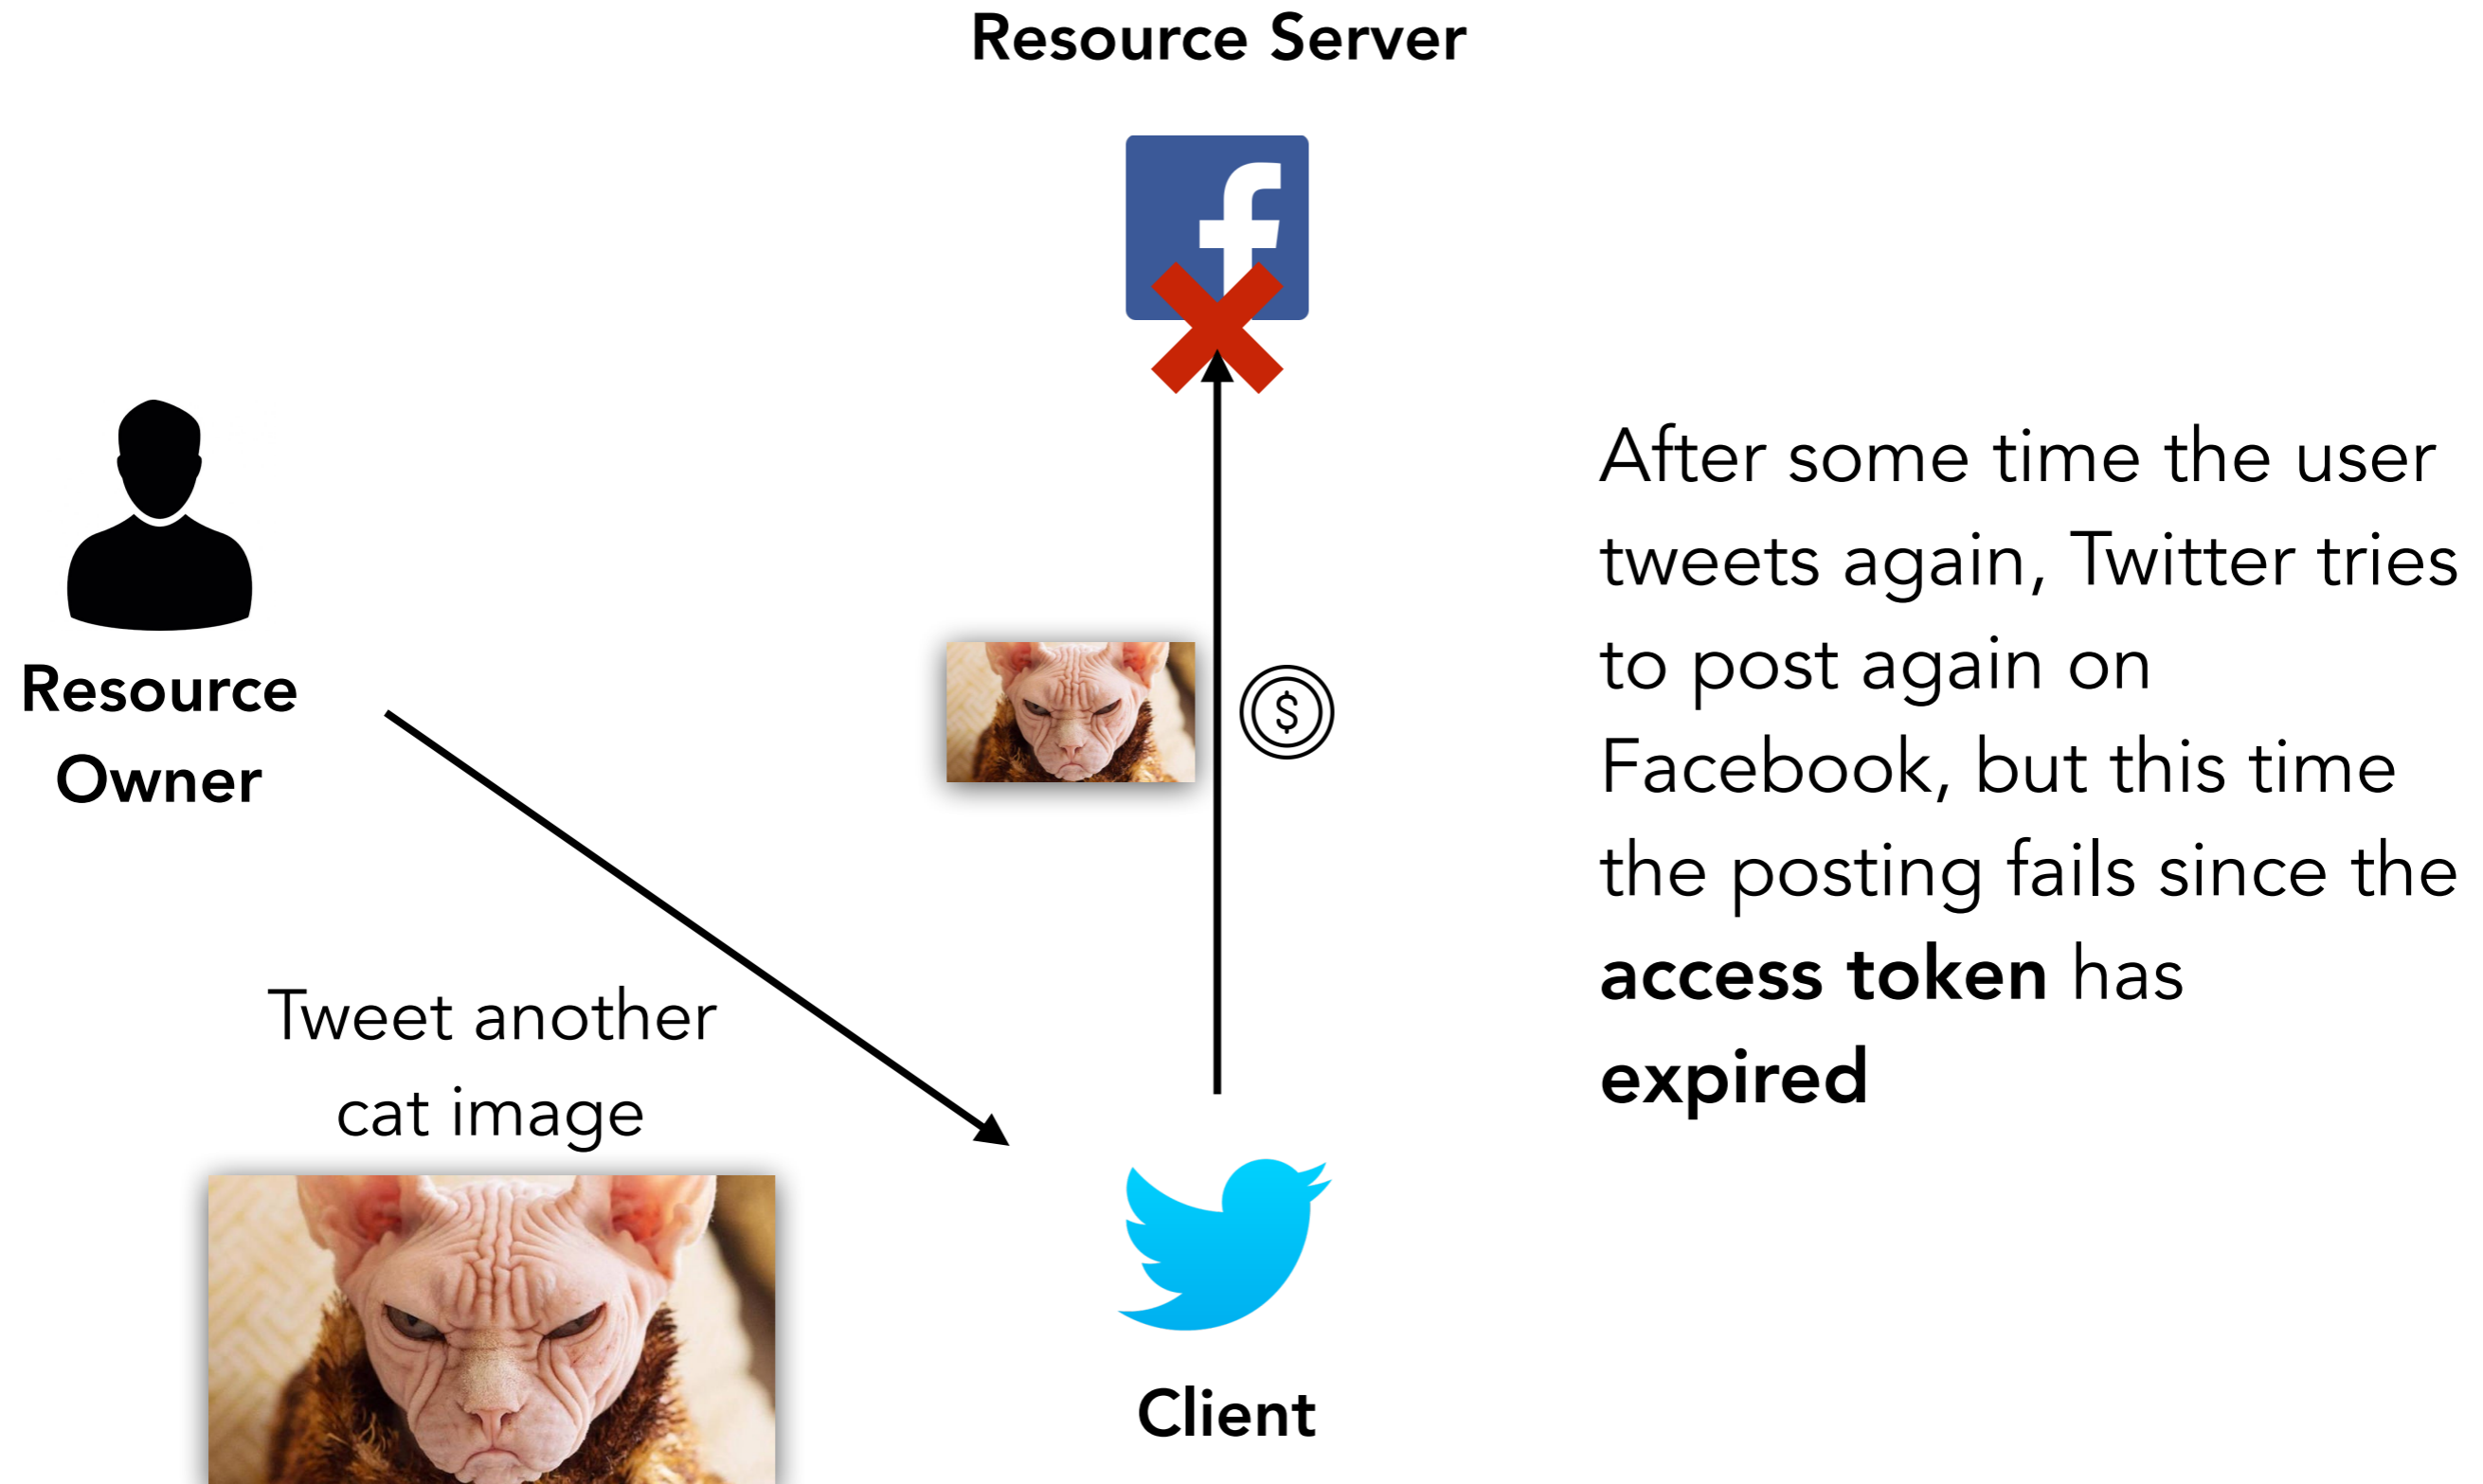 Resource Server
Resource
Owner
After some time the user
tweets again, Twitter tries
to post again on
Facebook, but this time
the posting fails since the
access token has
expired
$
Tweet another
cat image
Client